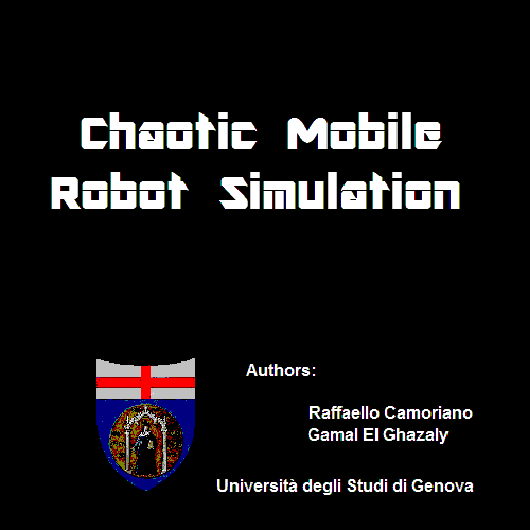 Chaotic Mobile
Robot Simulation
Authors:
Raffaello Camoriano
Gamal El Ghazaly
Università degli Studi di Genova